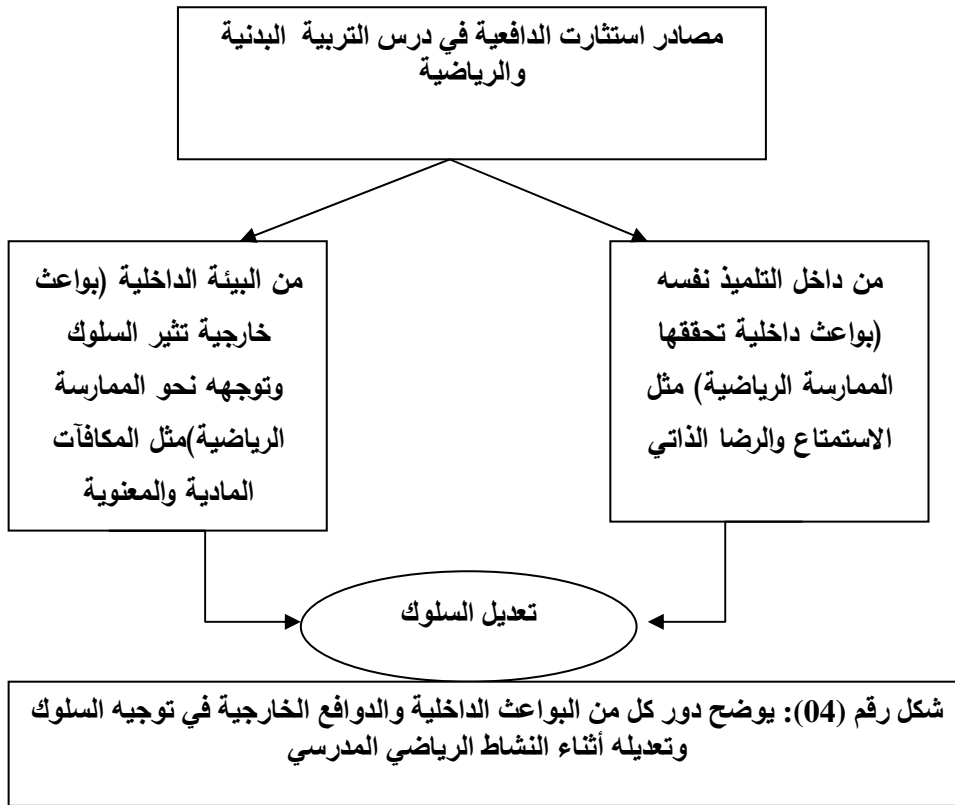 مصادر استثارت الدافعية في درس التربية البدنية
والرياضية
من داخل التلميذ نفسه
(بواعث داخلية تحققها
الممارسة الرياضية) مثل
الاستمتاع والرضا الذاتي
من البيئة الداخلية (بواعث
خارجية تثير السلوك
وتوجهه نحو الممارسة
الرياضية)مثل المكافآت
المادية والمعنوية
تعديل السلوك
شكل رقم (04): يوضح دور كل من البواعث الداخلية والدوافع الخارجية في توجيه السلوك
وتعديله أثناء النشاط الرياضي المدرسي